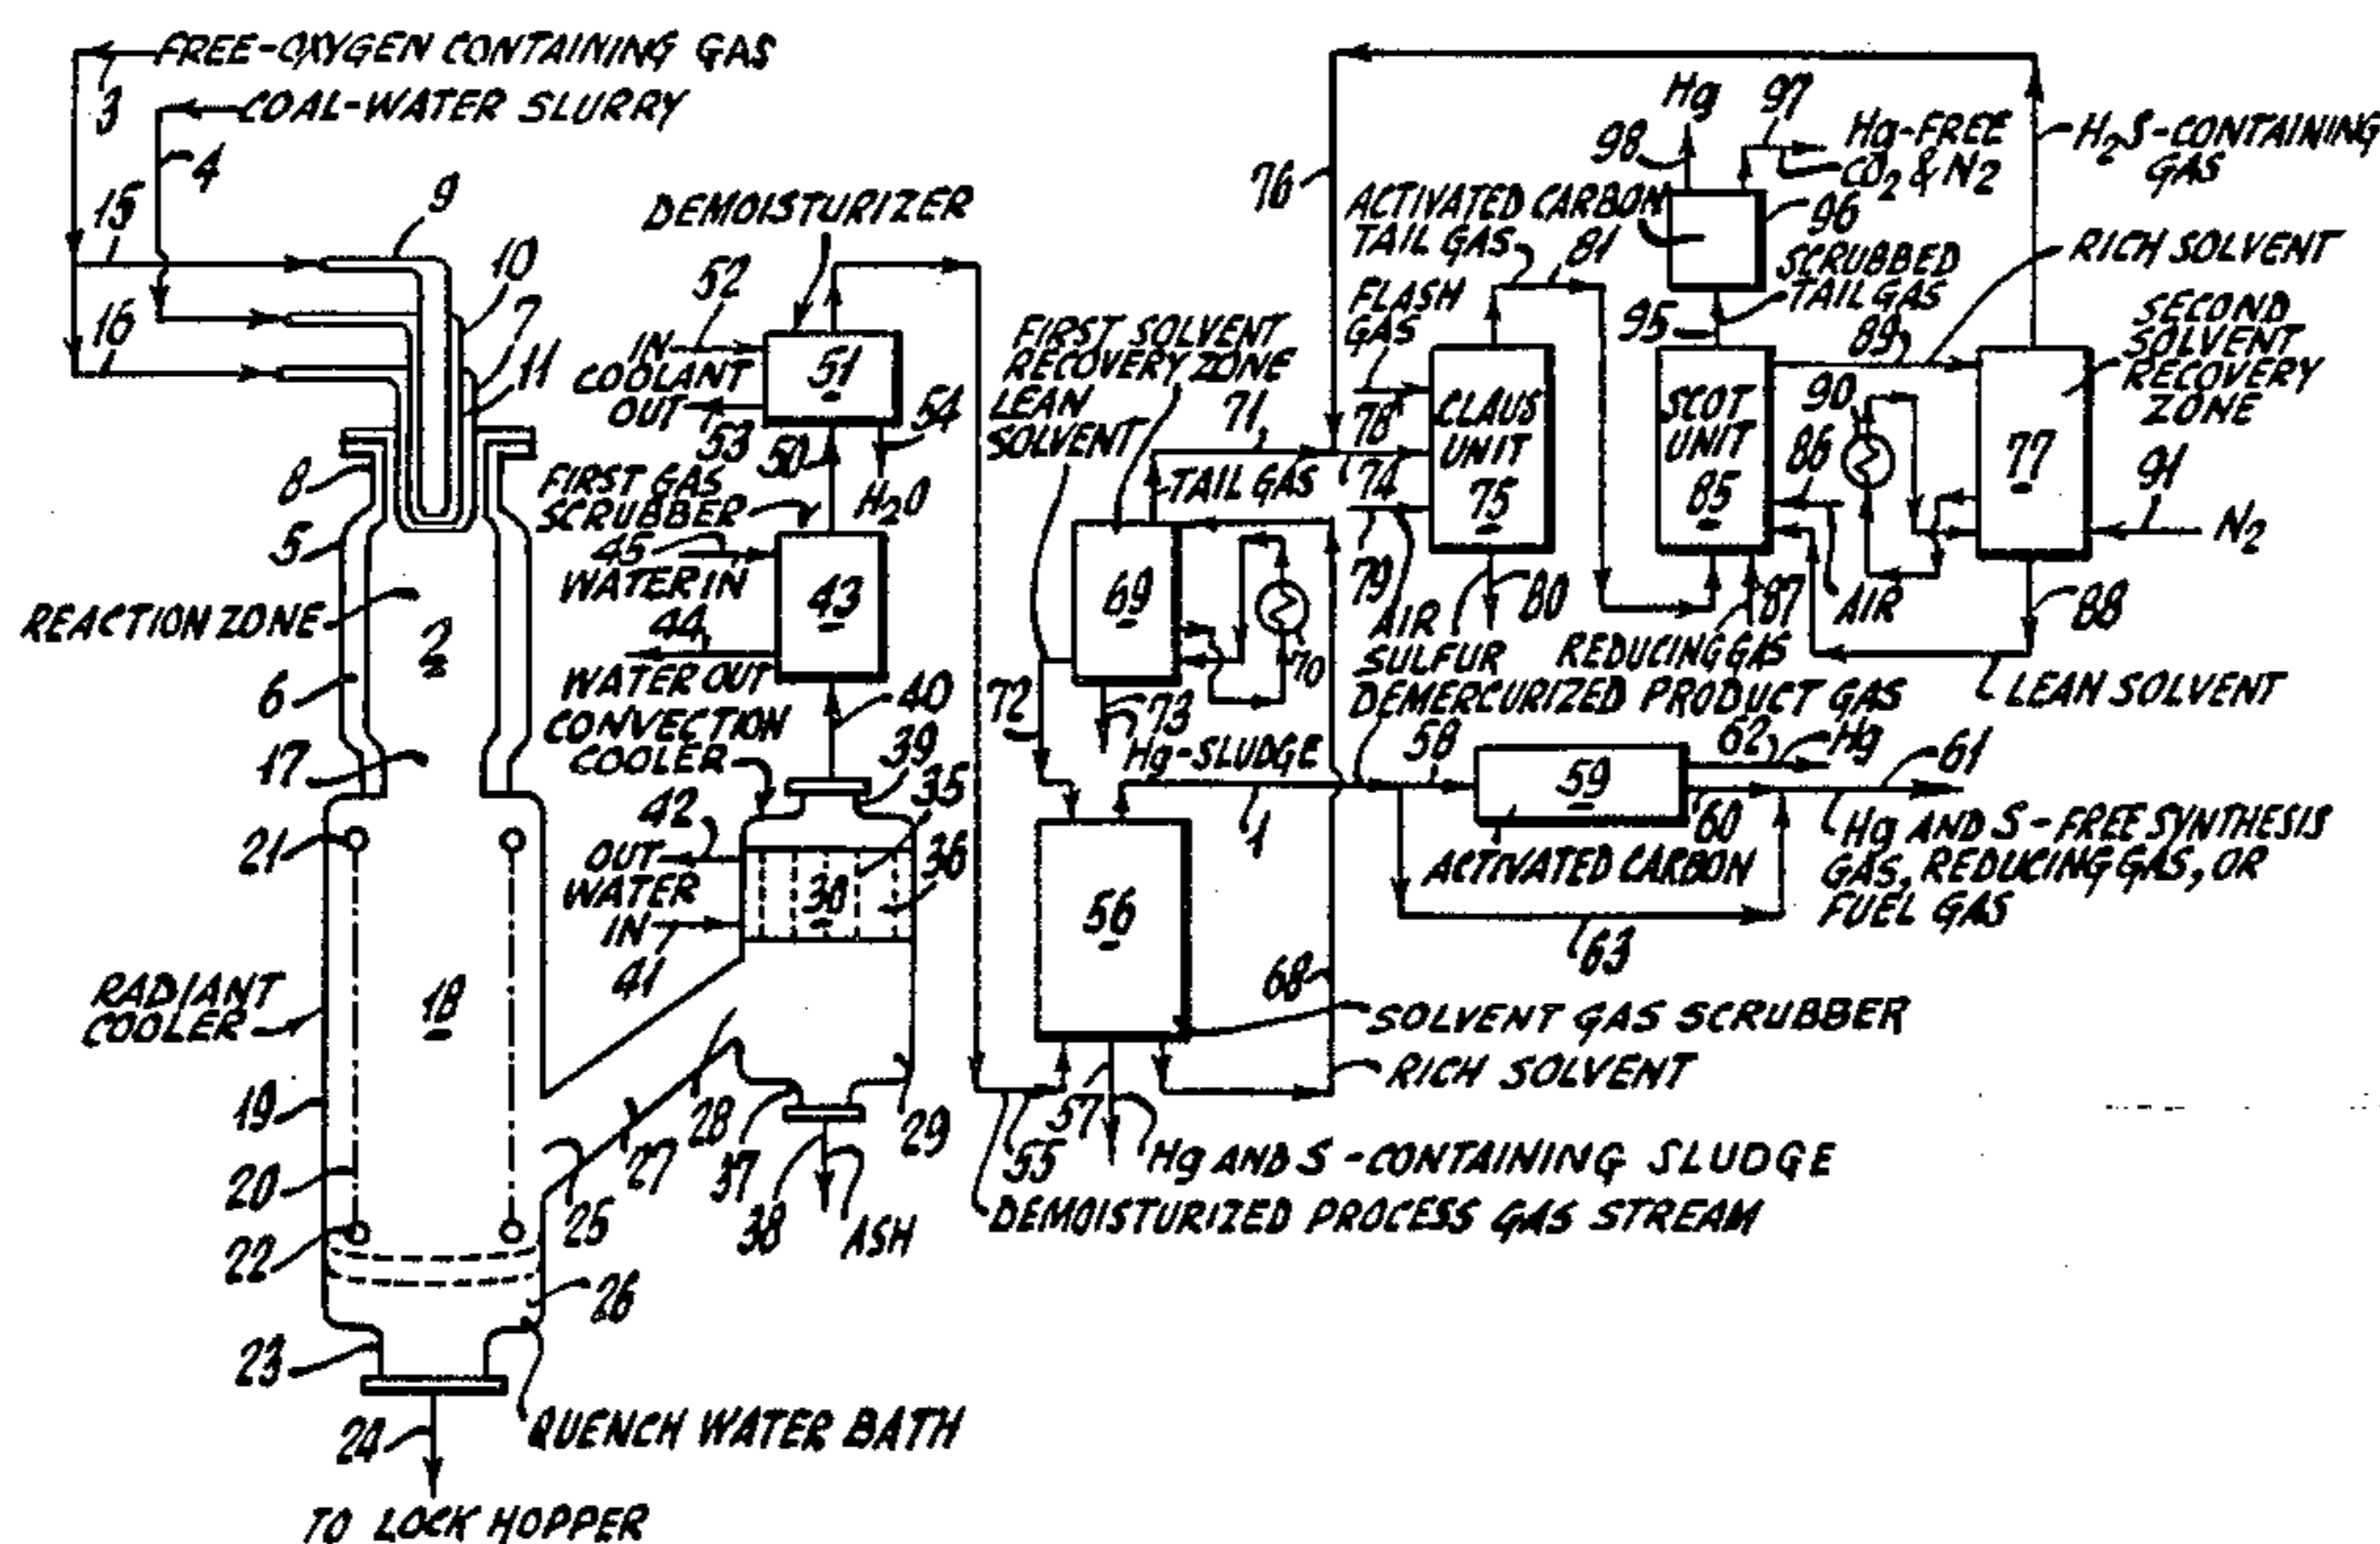 FREE-OXYGEN CONTAINING GAS
3
COAL-WATER SLURRY
4
15
9
10
7
16
11
8
5
REACTION ZONE
2
6
17
21
RADIANT
COOLER
18
19
20
22
25
26
23
24
QUENCH WATER BATH
TO LOCK HOPPER
DEMOISTURIZER
52
IN
COOLANT
OUT
51
53
50
54
H2O
FIRST GAS
SCRUBBER
45
WATER IN
43
44
WATER OUT
40
CONVECTION
COOLER
39
35
42
OUT
WATER
IN
36
41
27
28
37
29
38
ASH
55
DEMOISTURIZED PROCESS GAS STREAM
FIRST SOLVENT
RECOVERY ZONE
LEAN
SOLVENT
71
TAIL GAS
69
70
72
73
Hg-SLUDGE
1
56
57
Hg AND S-CONTAINING SLUDGE
68
SOLVENT GAS SCRUBBER
RICH SOLVENT
DEMERCURIZED PRODUCT GAS
58
59
62
Hg
61
60
ACTIVATED CARBON
63
Hg AND S-FREE SYNTHESIS
GAS, REDUCING GAS, OR
FUEL GAS
76
FLASH
GAS
78
74
79
AIR
CLAUS
UNIT
75
80
SULFUR
TAIL GAS
81
ACTIVATED CARBON
Hg
98
97
Hg-FREE
CO2 & N2
96
SCRUBBED
TAIL GAS
95
SCOT
UNIT
85
86
AIR
87
REDUCING GAS
89
RICH SOLVENT
90
H2S-CONTAINING
GAS
SECOND
SOLVENT
RECOVERY
ZONE
77
91
N2
88
LEAN SOLVENT